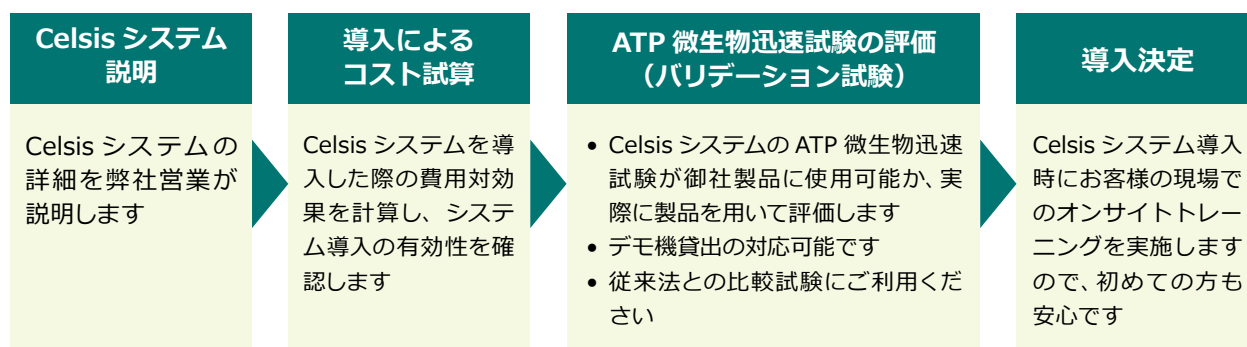 Celsis システム
説明
Celsis システムの
詳細を弊社営業が
説明します
導入による
コスト試算
Celsis システムを導
入した際の費用対効
果を計算し、システ
ム導入の有効性を確
認します
ATP 微生物迅速試験の評価
（バリデーション試験）
• Celsis システムの ATP 微生物迅速
試験が御社製品に使用可能か、実
際に製品を用いて評価します
• デモ機貸出の対応可能です
• 従来法との比較試験にご利用くだ
さい
導入決定
Celsis システム導入
時にお客様の現場で
のオンサイトトレー
ニングを実施します
ので、初めての方も
安心です